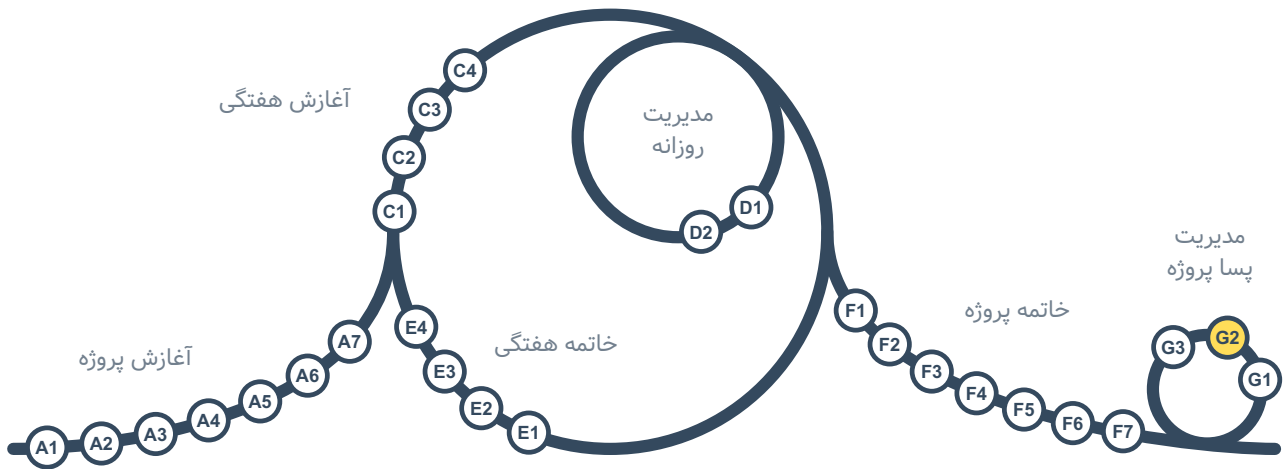 آغازش پروژه
A1
A2
A3
A4
A5
A6
A7
آغازش هفتگی
C1
C2
C3
C4
مدیریت
روزانه
D1
D2
خاتمه هفتگی
E1
E2
E3
E4
خاتمه پروژه
F1
F2
F3
F4
F5
F6
F7
مدیریت
پسا پروژه
G1
G2
G3